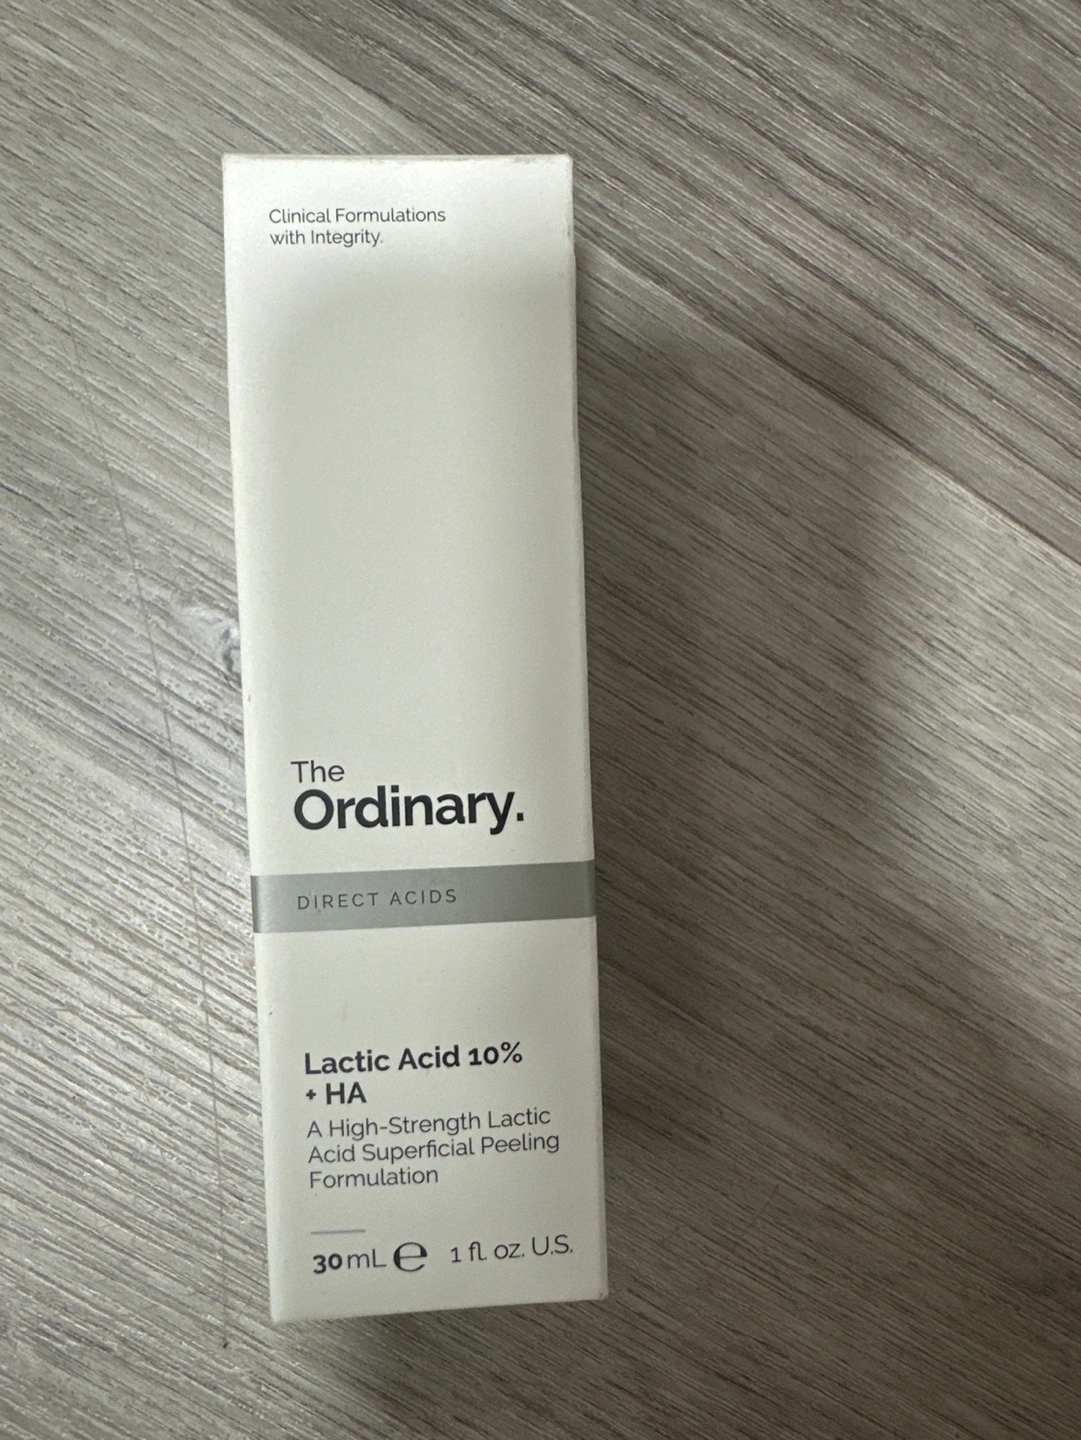 Clinical Formulations
with Integrity.
The
Ordinary.
DIRECT ACIDS
Lactic Acid 10%
+ HA
A High-Strength Lactic
Acid Superficial Peeling
Formulation
30mL ℮ 1 fl. oz. U.S.